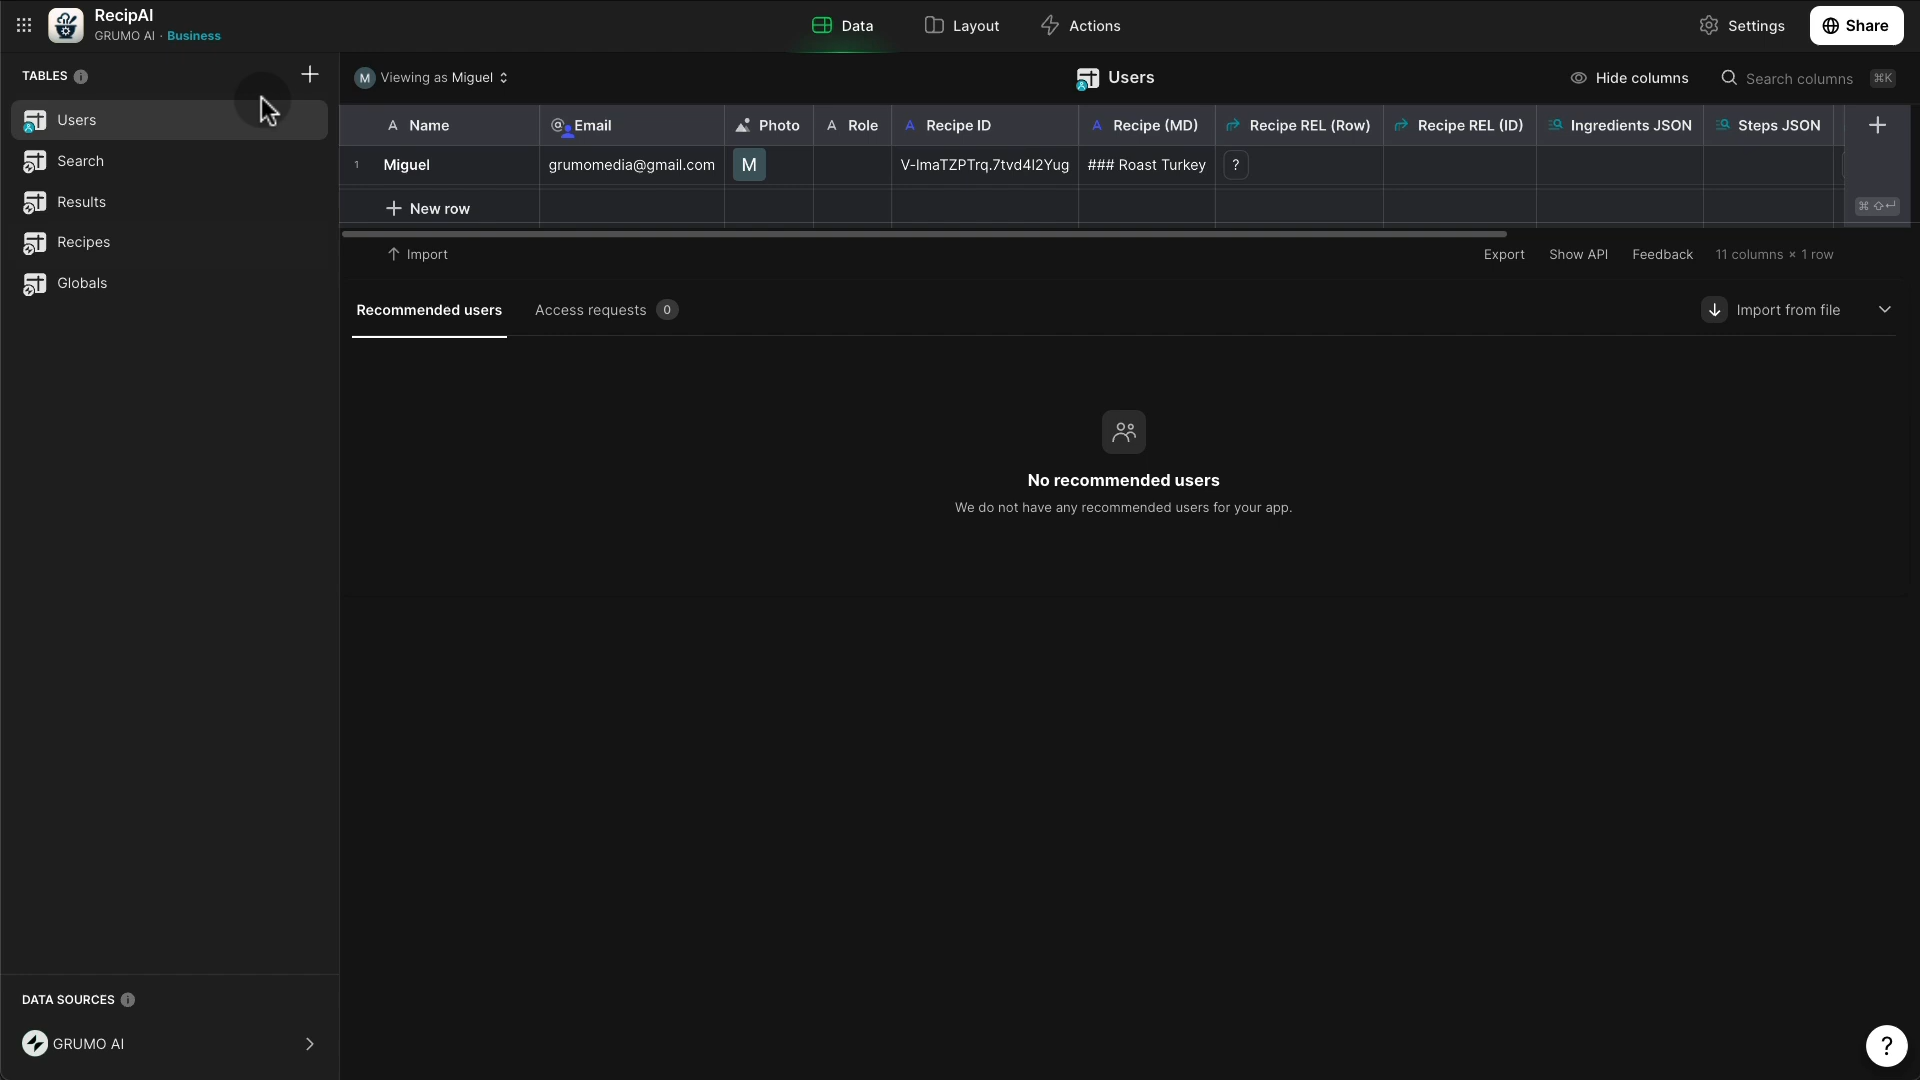 RecipAI
GRUMO AI · Business
Data
Layout
Actions
Settings
Share
TABLES
Users
Search
Results
Recipes
Globals
DATA SOURCES
GRUMO AI
M Viewing as Miguel
Users
Hide columns
Search columns ⌘K
A Name
Email
Photo
A Role
A Recipe ID
A Recipe (MD)
Recipe REL (Row)
Recipe REL (ID)
Ingredients JSON
Steps JSON
1 Miguel grumomedia@gmail.com M V-ImaTZPTrq.7tvd4I2Yug ### Roast Turkey ?
New row
Import
Export Show API Feedback 11 columns × 1 row
Recommended users
Access requests 0
Import from file
No recommended users
We do not have any recommended users for your app.
?